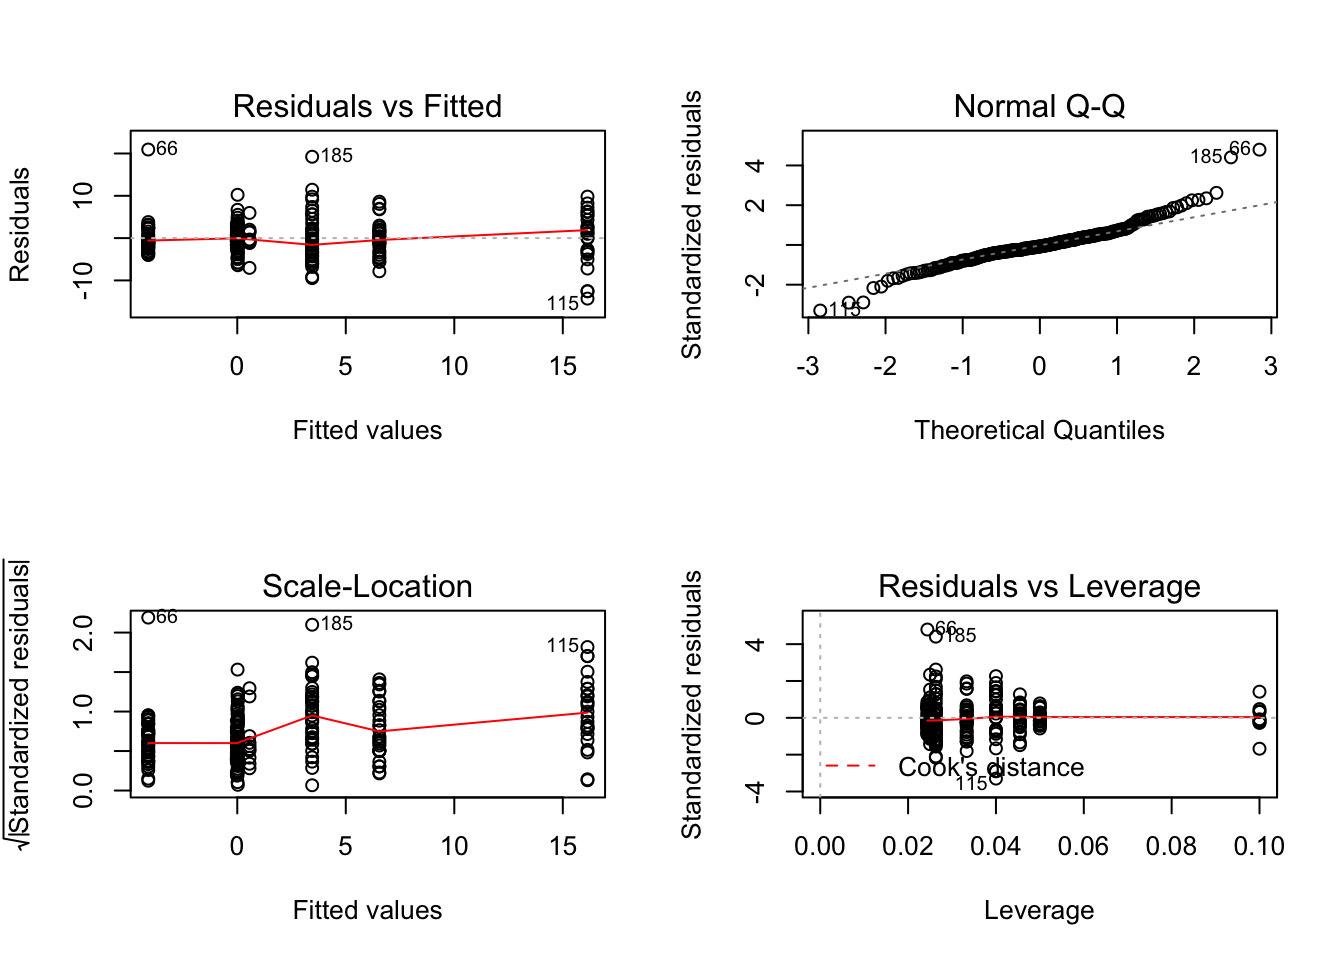 Residuals vs Fitted
Residuals
10
-10
66
185
115
0 5 10 15
Fitted values
Normal Q-Q
Standardized residuals
4
2
-2
185
66
115
-3 -2 -1 0 1 2 3
Theoretical Quantiles
Scale-Location
√|Standardized residuals|
2.0
1.0
0.0
66
185
115
0 5 10 15
Fitted values
Residuals vs Leverage
Standardized residuals
4
0
-4
66
185
Cook's distance
115
0.00 0.02 0.04 0.06 0.08 0.10
Leverage